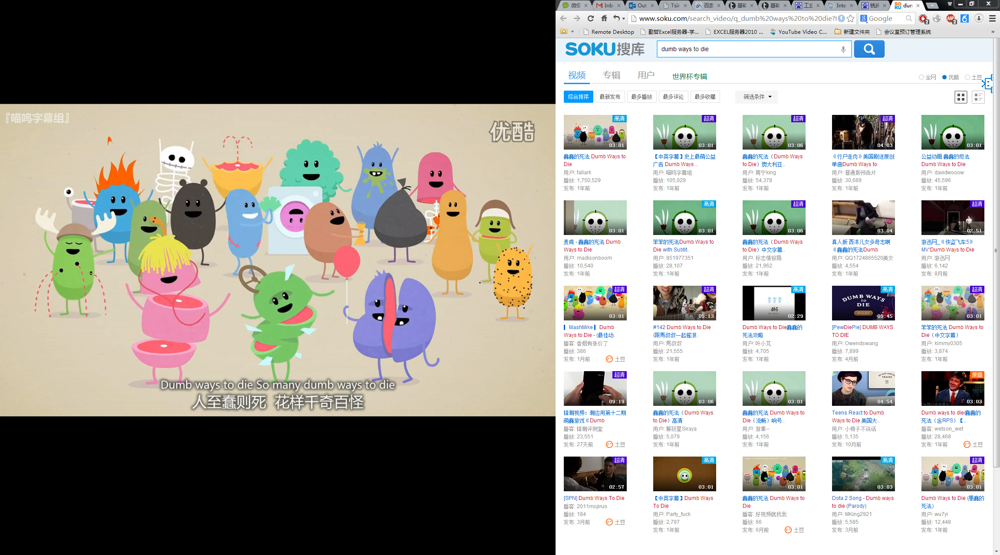 『喵呜字幕组』
优酷
Dumb ways to die So many dumb ways to die
人至蠢则死 花样千奇百怪
微信
Inb
Out
Tsir
百度
基础
基础
工业
Inte
铣床
dun
www.soku.com/search_video/q_dumb%20ways%20to%20die?f
Google
Remote Desktop
勤哲Excel服务器-学...
EXCEL服务器2010 ...
YouTube Video C...
新建文件夹
会议室预订管理系统
»
SOKU搜库
dumb ways to die
视频 专辑 用户 世界杯专辑
全网 优酷 土豆
综合排序 最新发布 最多播放 最多评论 最多收藏 筛选条件
高清 03:01
蠢蠢的死法 Dumb Ways to
Die
用户: fallark
播放: 1,750,529
发布: 1年前
超清 03:01
【中英字幕】史上最萌公益
广告 Dumb Ways ..
用户: 喵呜字幕组
播放: 105,029
发布: 1年前
超清 03:06
蠢蠢的死法（Dumb Ways
to Die）澳大利亚..
用户: 南宁king
播放: 54,378
发布: 1年前
超清 04:03
《行尸走肉》美国剧迷原创
单曲Dumb Ways to
用户: 普通版预告片
播放: 30,689
发布: 1年前
03:01
公益动画 蠢蠢的司法
Dumb Ways to Die
用户: davidwooow
播放: 45,596
发布: 1年前
03:01
麦肯 - 蠢蠢的死法 Dumb
Ways to Die
用户: madisonboom
播放: 10,540
发布: 1年前
高清 03:01
笨笨的死法Dumb Ways to
Die with Subtit..
用户: 851977351
播放: 28,107
发布: 1年前
超清 03:06
蠢蠢的死法（Dumb Ways
to Die）中文字幕..
用户: 标志情报局
播放: 21,962
发布: 1年前
03:04
真人版 西洋儿女多奇志啊
《蠢蠢的死法Dumb
用户: QQ1724865520美女
播放: 4,554
发布: 1年前
超清 02:51
游迅网_《侠盗飞车5》
MV"Dumb Ways to Die
用户: 游迅网
播放: 6,142
发布: 8月前
超清 03:01
▌MashMike▐ Dumb
Ways to Die - (最佳动.
播客: 香烟有涨价了
播放: 386
发布: 1月前 土豆
超清 05:13
#142 Dumb Ways to Die
(跟馬叔叔一起搖滾.
用户: 馬叔叔
播放: 21,555
发布: 1年前
高清 465 02:29
Dumb Ways to Die蠢蠢的
死法攻略
用户: 叶小芃
播放: 4,705
发布: 1年前
高清 DUMB WAYS to DIE START 09:45
[PewDiePie] DUMB WAYS
TO DIE
用户: Owendswang
播放: 7,899
发布: 4月前
超清 03:01
笨笨的死法 Dumb Ways to
Die（中文字幕）
用户: kimmy0305
播放: 3,874
发布: 1年前
超清 09:19
锋潮视频：潮应用第十二期
萌蠢游戏《Dumb
播客: 锋潮评测室
播放: 23,551
发布: 27天前 土豆
03:06
蠢蠢的死法（Dumb Ways
to Die）高清
用户: 蘇筱星Siraya
播放: 5,079
发布: 1年前
03:01
蠢蠢的死法 Dumb Ways to
Die（流畅）响号..
用户: 游隼--
播放: 4,156
发布: 1年前
TRAINS 04:54
Teens React to Dumb
Ways to Die 美国大..
用户: 小椅子不说话
播放: 5,135
发布: 10月前
原画 03:03
Dumb ways to die/蠢蠢的
死法（含RPS）【..
播客: wetson_wet
播放: 28,468
发布: 1年前 土豆
超清 02:57
[SPN] Dumb Ways To Die
播客: 2011mojiruo
播放: 184
发布: 3月前 土豆
高清 03:01
【中英字幕】Dumb Ways
To Die
用户: Party_fuck
播放: 2,797
发布: 1年前
03:01
蠢蠢的死法 Dumb Ways to
Die
播客: 好视频就找我
播放: 66
发布: 6月前 土豆
高清 03:03
Dota 2 Song - Dumb ways
to die (Parody)
用户: MKing2921
播放: 5,585
发布: 3月前
超清 03:01
Dumb Ways to Die (愚蠢的
死法)
用户: wu7yi
播放: 12,448
发布: 1年前